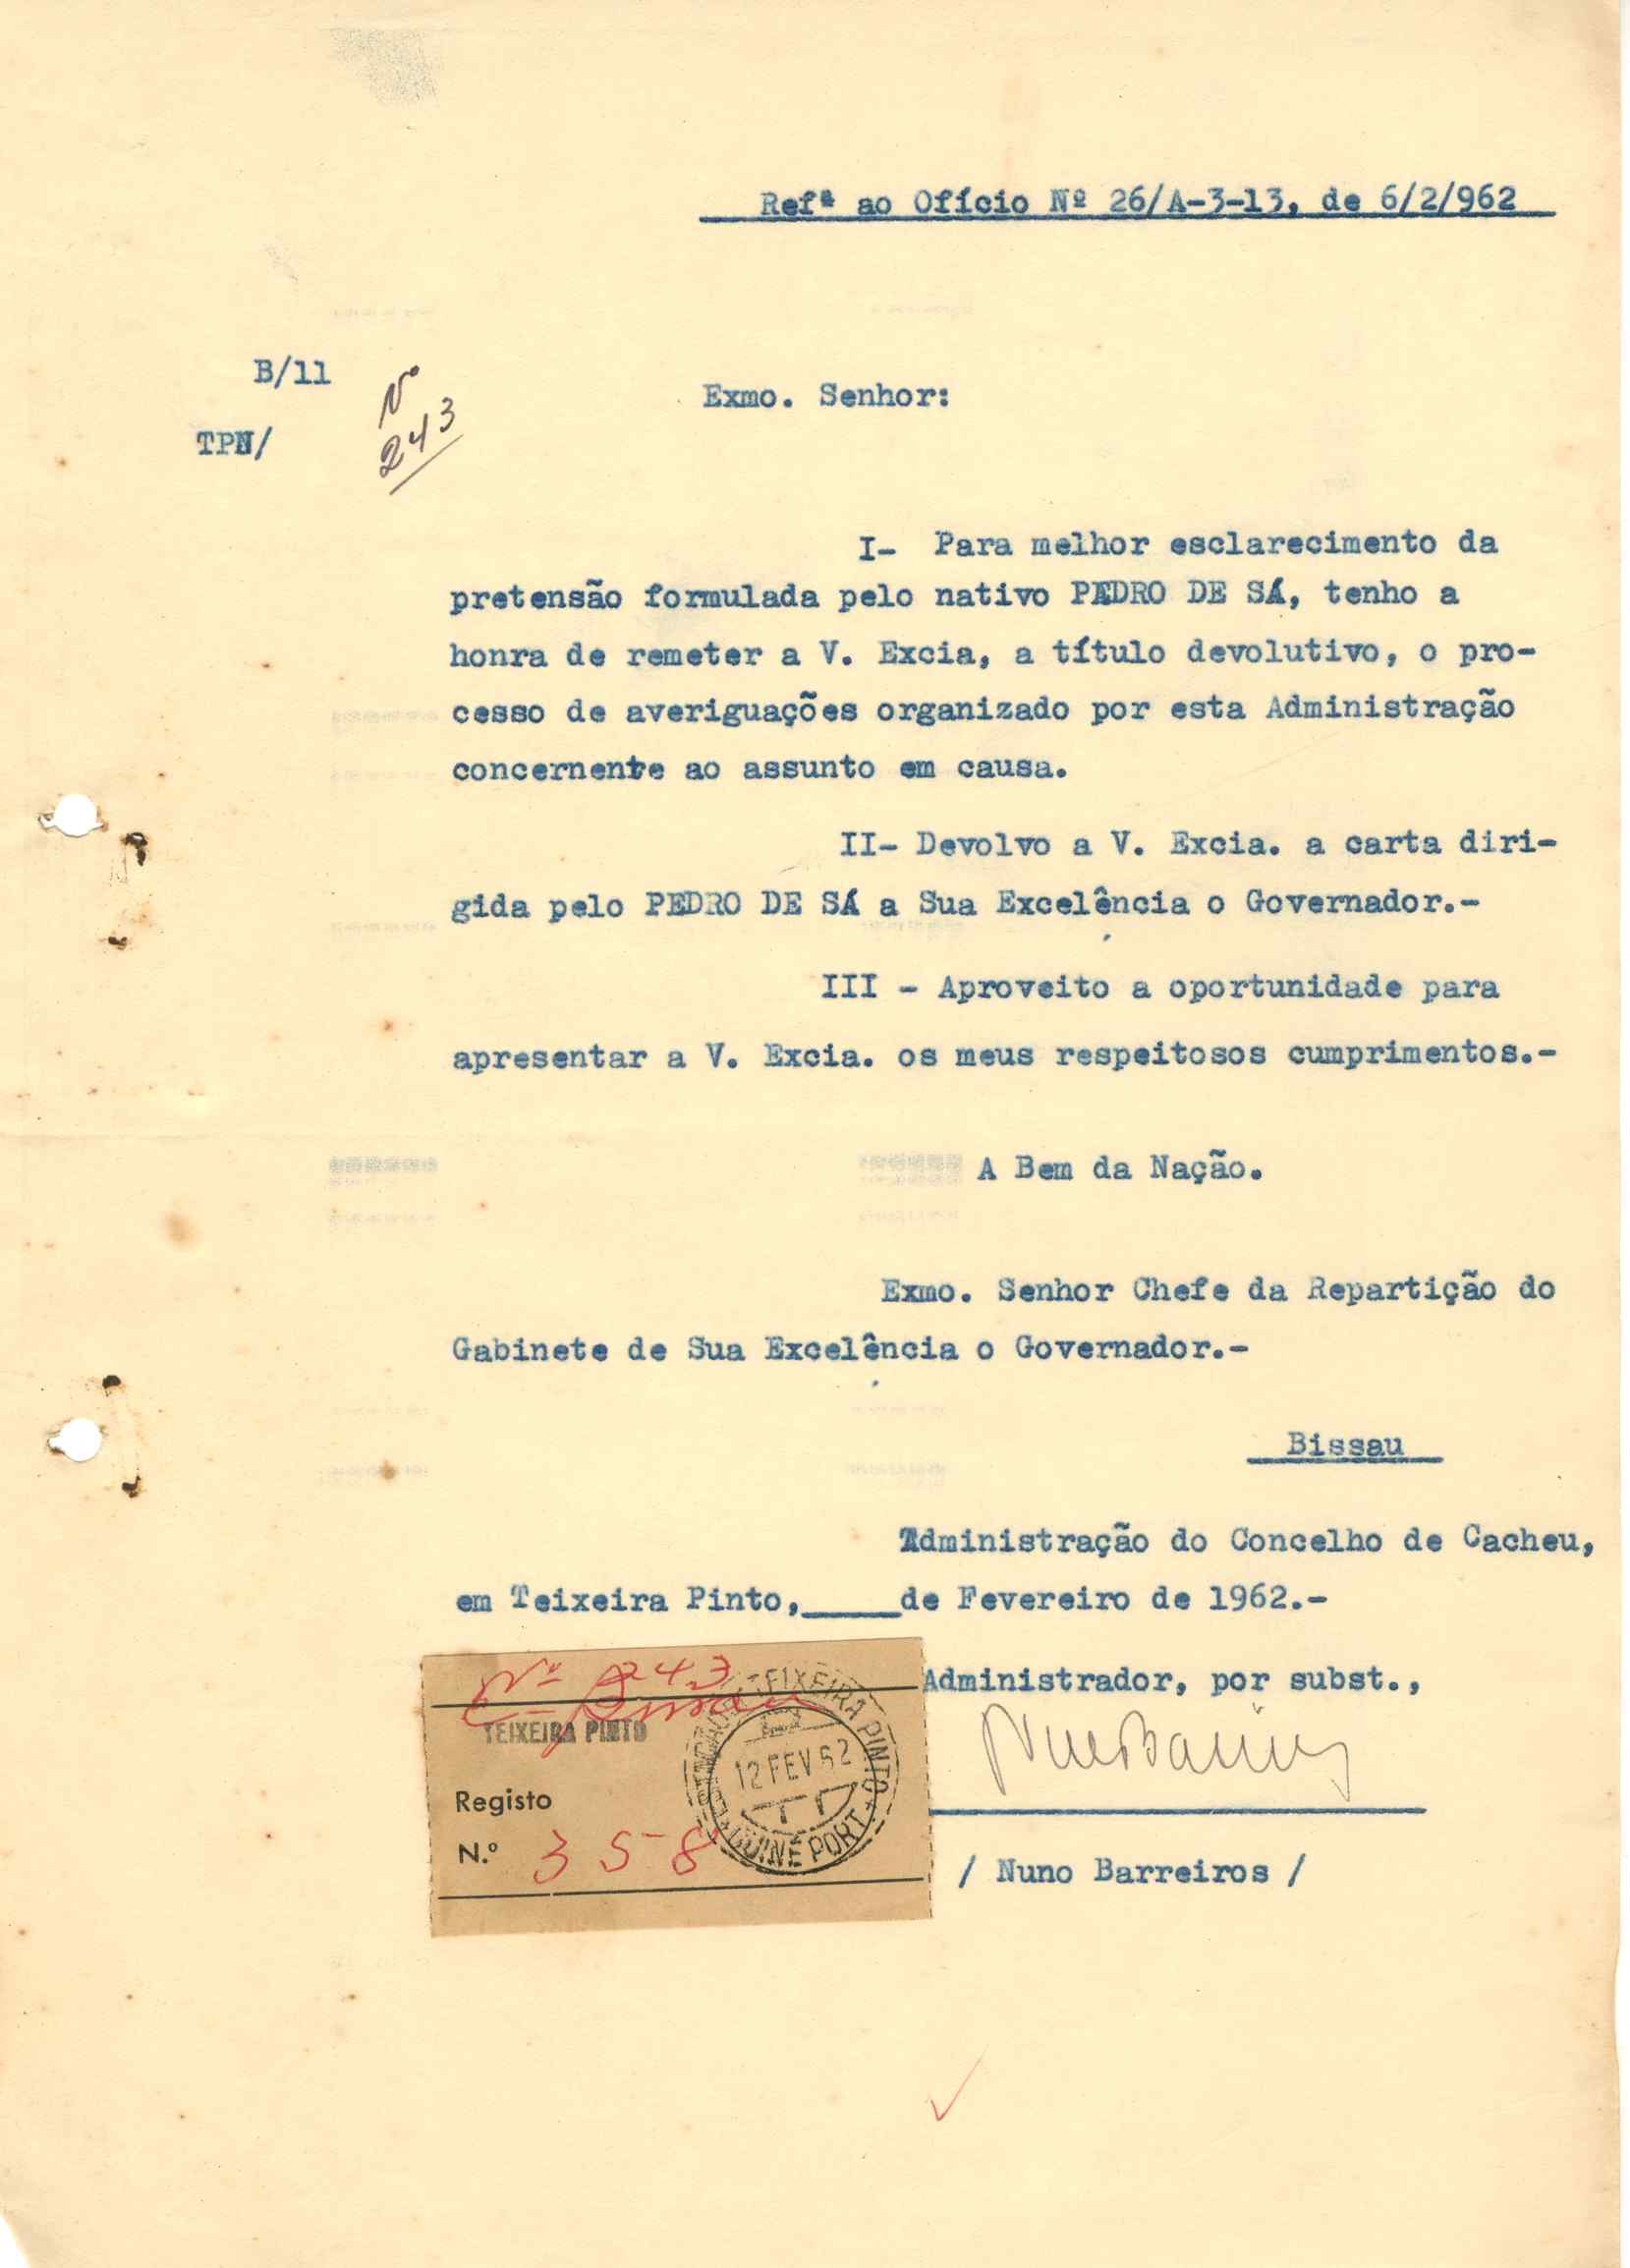 Refª ao Ofício Nº 26/A-3-13, de 6/2/962
B/11
Nº
243
TPN/
Exmo. Senhor:
I- Para melhor esclarecimento da
pretensão formulada pelo nativo PEDRO DE SÁ, tenho a
honra de remeter a V. Excia, a título devolutivo, o pro-
cesso de averiguações organizado por esta Administração
concernente ao assunto em causa.
II- Devolvo a V. Excia. a carta diri-
gida pelo PEDRO DE SÁ a Sua Excelência o Governador.-
III - Aproveito a oportunidade para
apresentar a V. Excia. os meus respeitosos cumprimentos.-
A Bem da Nação.
Exmo. Senhor Chefe da Repartição do
Gabinete de Sua Excelência o Governador.-
Bissau
Administração do Concelho de Cacheu,
em Teixeira Pinto,____de Fevereiro de 1962.-
Administrador, por subst.,
Nº 243
Bissau
TEIXEIRA PINTO
Registo
N.º 358
TEIXEIRA PINTO
12 FEV 62
GUINÉ PORT.
Nuno Barreiros
/ Nuno Barreiros /